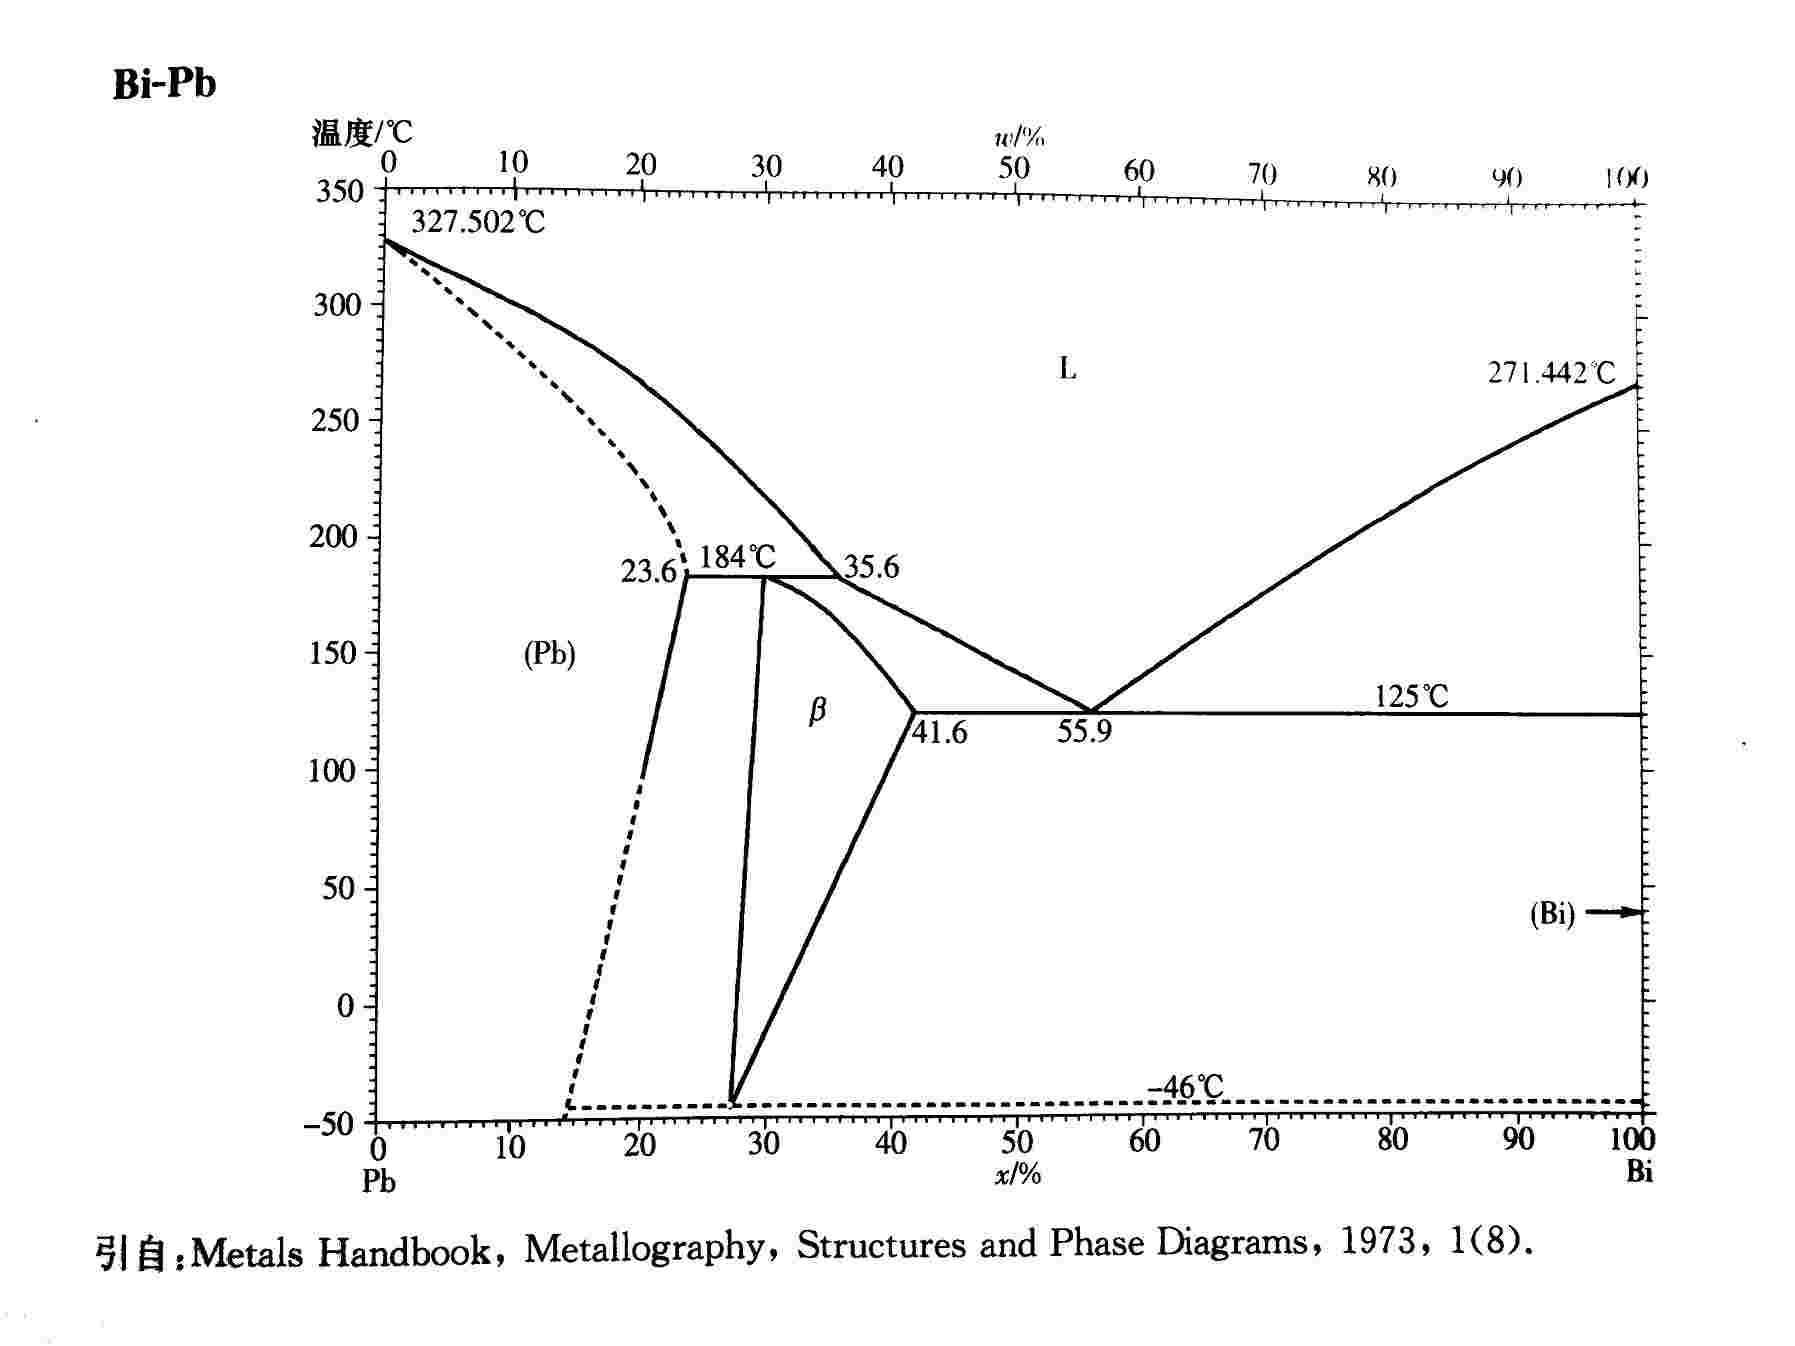 Bi-Pb
温度/℃
w/%
0 10 20 30 40 50 60 70 80 90 100
350
327.502℃
300
L
271.442℃
250
200
184℃
23.6
35.6
(Pb)
150
β
125℃
41.6
55.9
100
50
(Bi)
0
-46℃
-50
0 10 20 30 40 50 60 70 80 90 100
Pb
x/%
Bi
引自:Metals Handbook, Metallography, Structures and Phase Diagrams, 1973, 1(8).